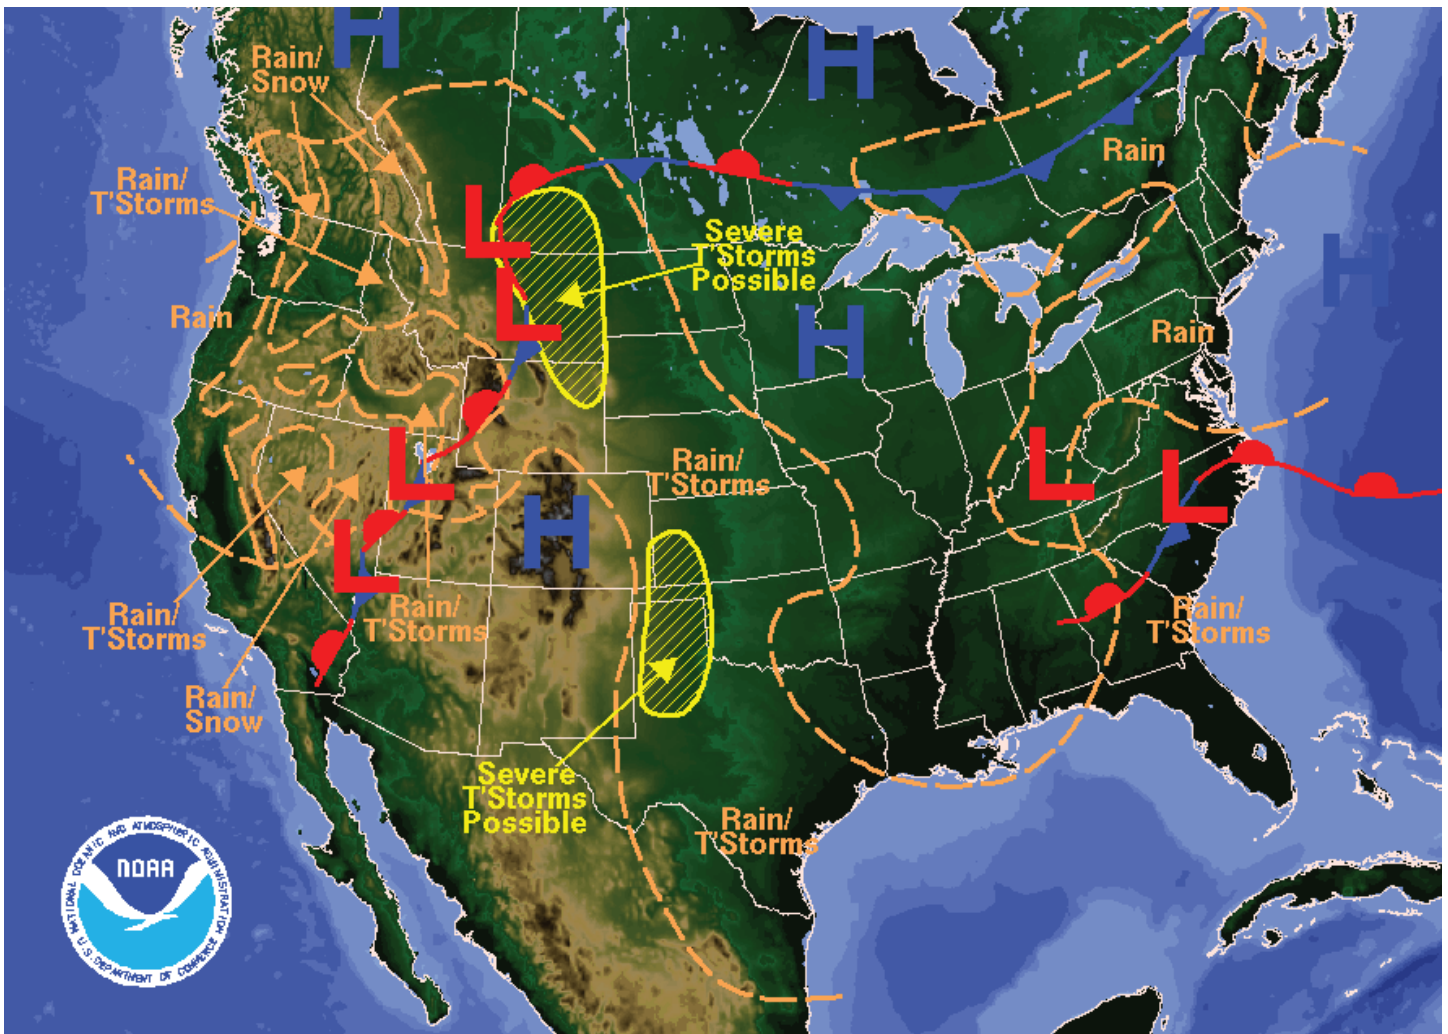 H
H
Rain/
Snow
Rain
Rain/
T'Storms
L
Severe
T'Storms
Possible
H
L
Rain
H
Rain
L
Rain/
T'Storms
L
L
H
L
Rain/
T'Storms
Rain/
T'Storms
Rain/
T'Storms
Rain/
Snow
Severe
T'Storms
Possible
Rain/
T'Storms
NATIONAL OCEANIC AND ATMOSPHERIC ADMINISTRATION
NOAA
U.S. DEPARTMENT OF COMMERCE